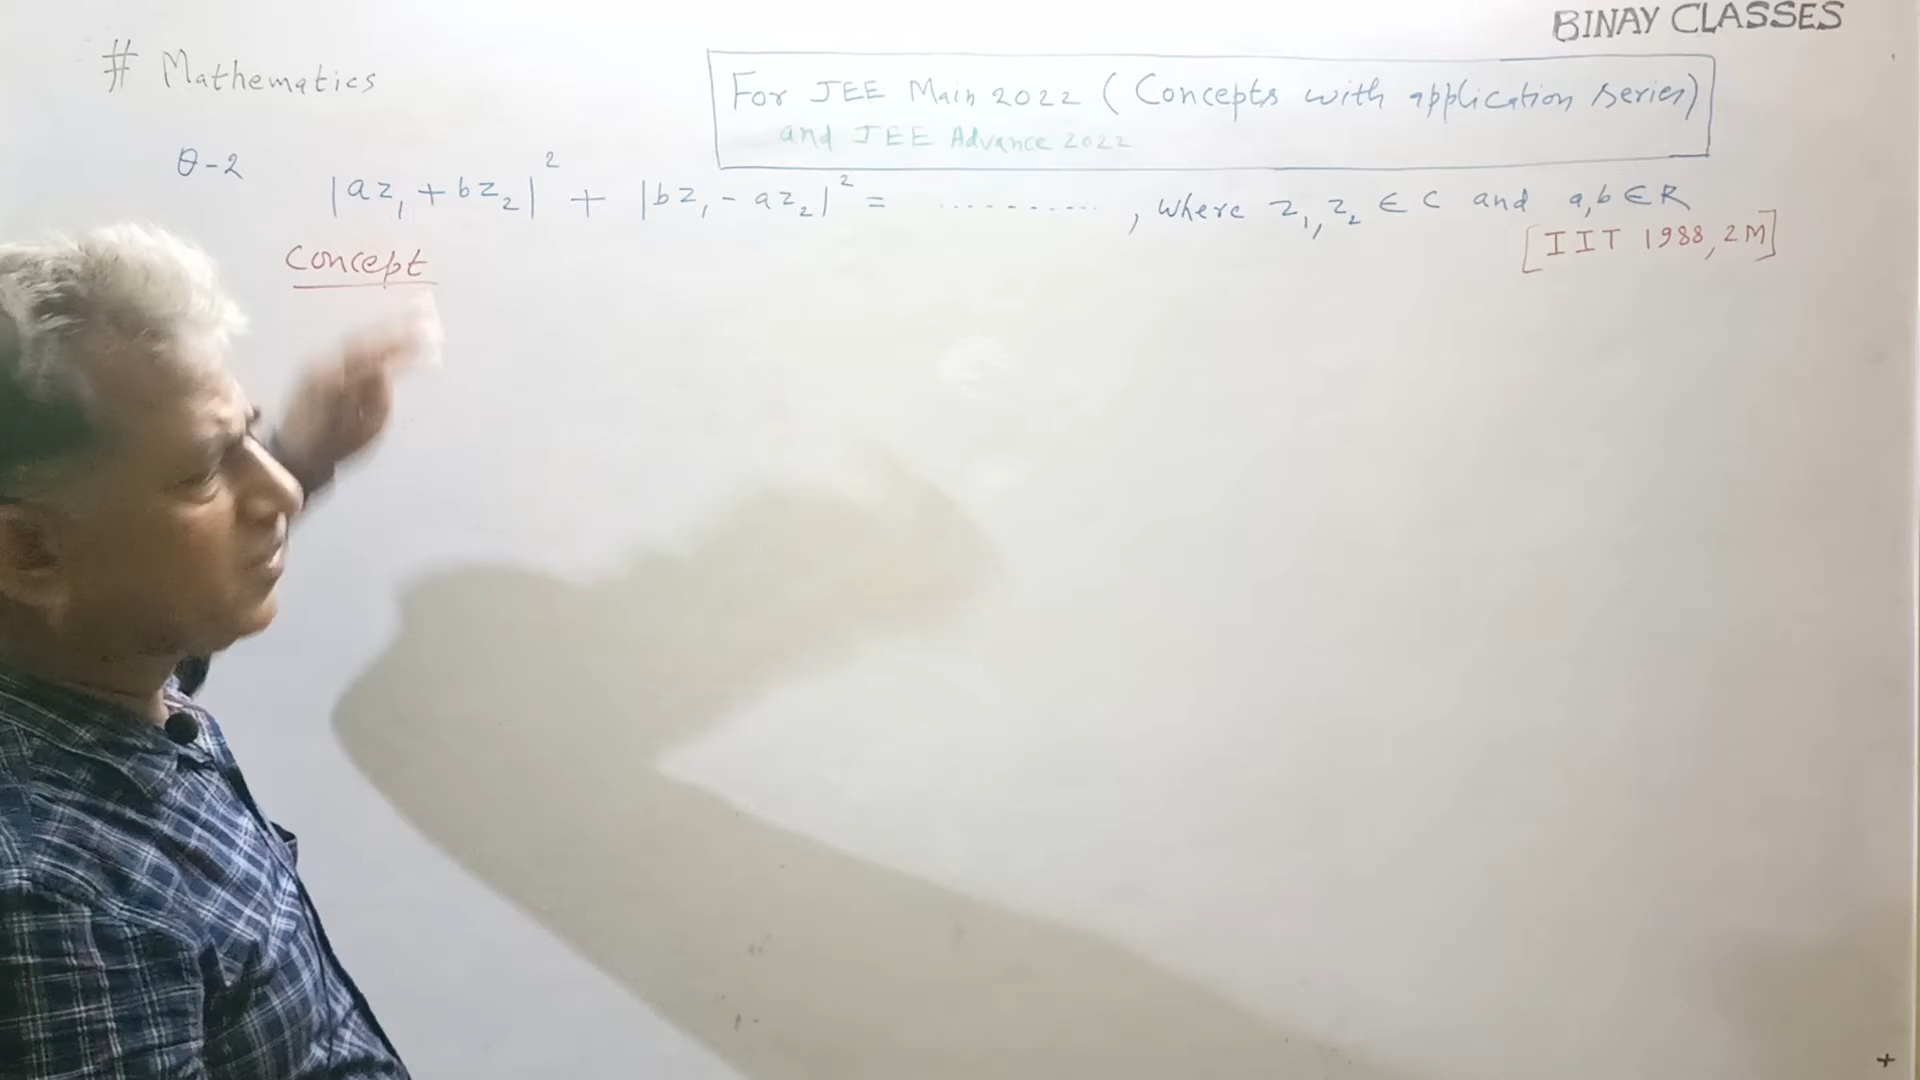 BINAY CLASSES
# Mathematics
For JEE Main 2022 (Concepts with application series)
and JEE Advance 2022
Q-2 |az₁ + bz₂|² + |bz₁ - az₂|² = .........., where z₁, z₂ ∈ C and a,b ∈ R
[IIT 1988, 2M]
Concept